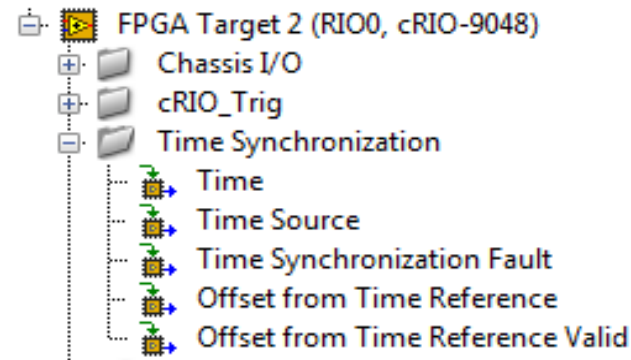 FPGA Target 2 (RIO0, cRIO-9048)
Chassis I/O
cRIO_Trig
Time Synchronization
Time
Time Source
Time Synchronization Fault
Offset from Time Reference
Offset from Time Reference Valid